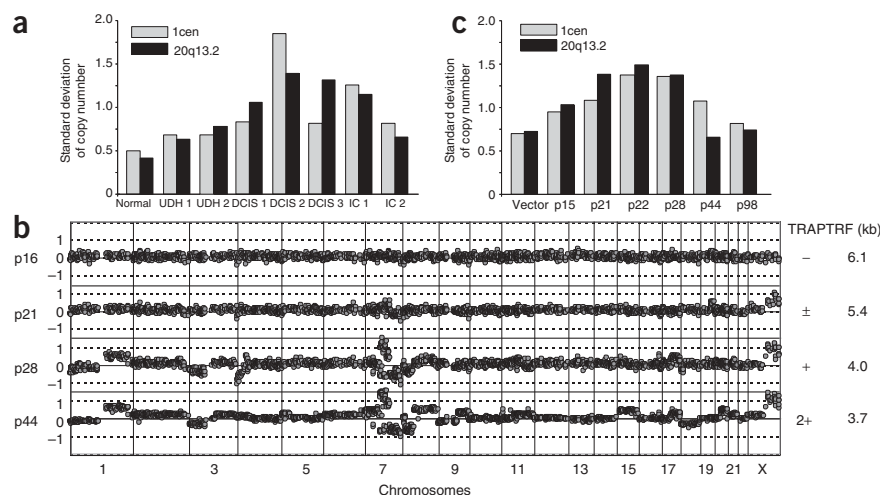 a
2.0
1.5
1.0
0.5
0
Standard deviation
of copy numnber
1cen
20q13.2
Normal UDH 1 UDH 2 DCIS 1 DCIS 2 DCIS 3 IC 1 IC 2
c
2.0
1.5
1.0
0.5
0
Standard deviation
of copy numnber
1cen
20q13.2
Vector p15 p21 p22 p28 p44 p98
b
TRAPTRF (kb)
p16 1 0 −1 − 6.1
p21 1 0 −1 ± 5.4
p28 1 0 −1 + 4.0
p44 1 0 −1 2+ 3.7
1 3 5 7 9 11 13 15 17 19 21 X
Chromosomes